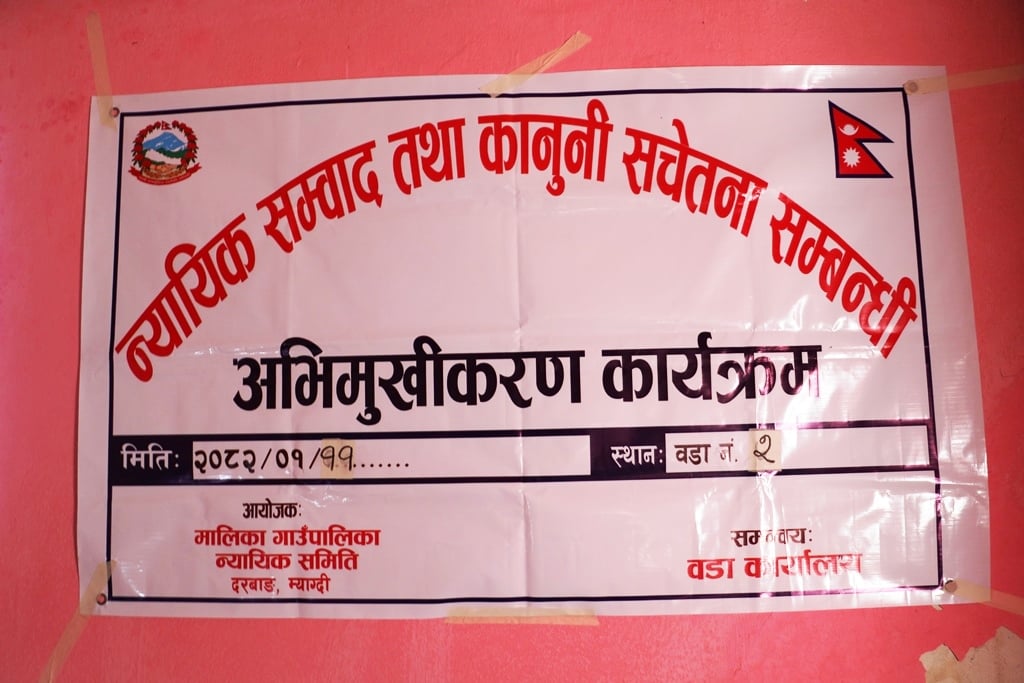 न्यायिक सम्वाद तथा कानुनी सचेतना सम्बन्धी
अभिमुखीकरण कार्यक्रम
मिति: २०८२/०१/११.......
स्थान: वडा नं. २
आयोजक:
मालिका गाउँपालिका
न्यायिक समिति
दरबाङ, म्याग्दी
समन्वय:
वडा कार्यालय